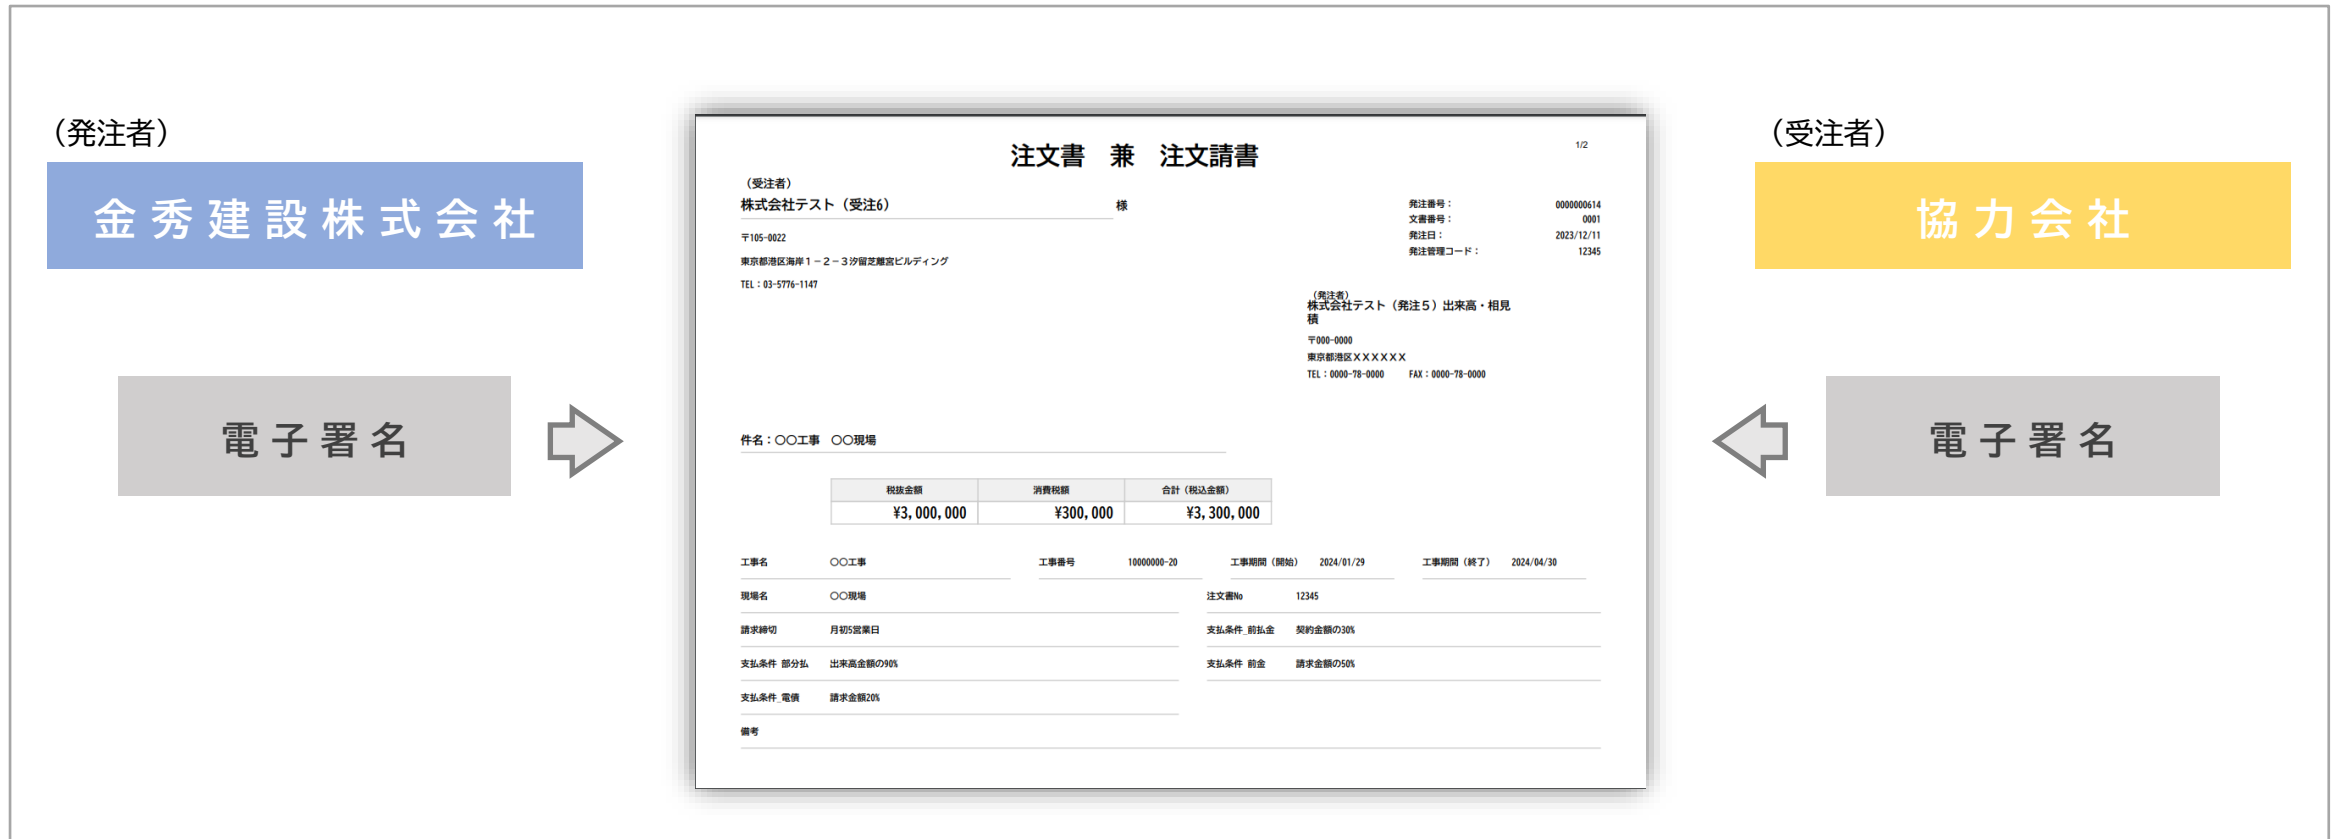 （発注者）
金秀建設株式会社
電子署名
注文書　兼　注文請書
1/2
（受注者）
株式会社テスト（受注6）　様
〒105-0022
東京都港区海岸１－２－３汐留芝離宮ビルディング
TEL：03-5776-1147
発注番号：　0000000614
文書番号：　0001
発注日：　2023/12/11
発注管理コード：　12345
（発注者）
株式会社テスト（発注５）出来高・相見
積
〒000-0000
東京都港区ＸＸＸＸＸＸ
TEL：0000-78-0000　FAX：0000-78-0000
件名：〇〇工事　〇〇現場
税抜金額　消費税額　合計（税込金額）
¥3,000,000　¥300,000　¥3,300,000
工事名　〇〇工事　工事番号　10000000-20　工事期間（開始）　2024/01/29　工事期間（終了）　2024/04/30
現場名　〇〇現場　注文書No　12345
請求締切　月初5営業日　支払条件_前払金　契約金額の30%
支払条件 部分払　出来高金額の90%　支払条件 前金　請求金額の50%
支払条件_電債　請求金額20%
備考
（受注者）
協力会社
電子署名